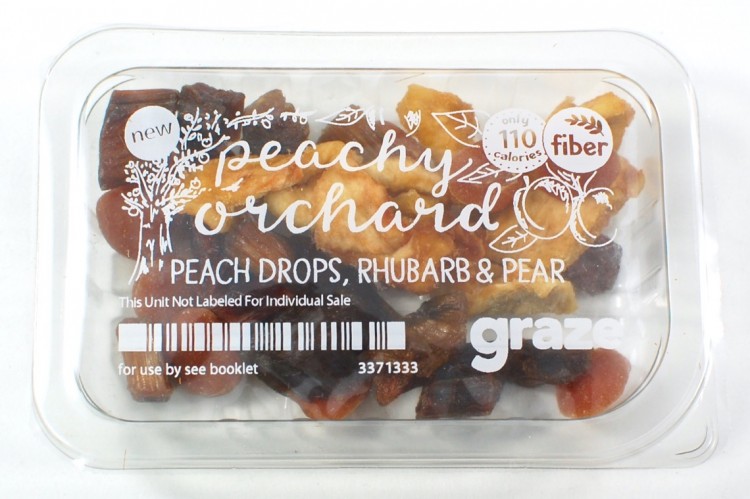 new
peachy
orchard
only
110
calories
fiber
PEACH DROPS, RHUBARB & PEAR
This Unit Not Labeled For Individual Sale
graze
for use by see booklet
3371333